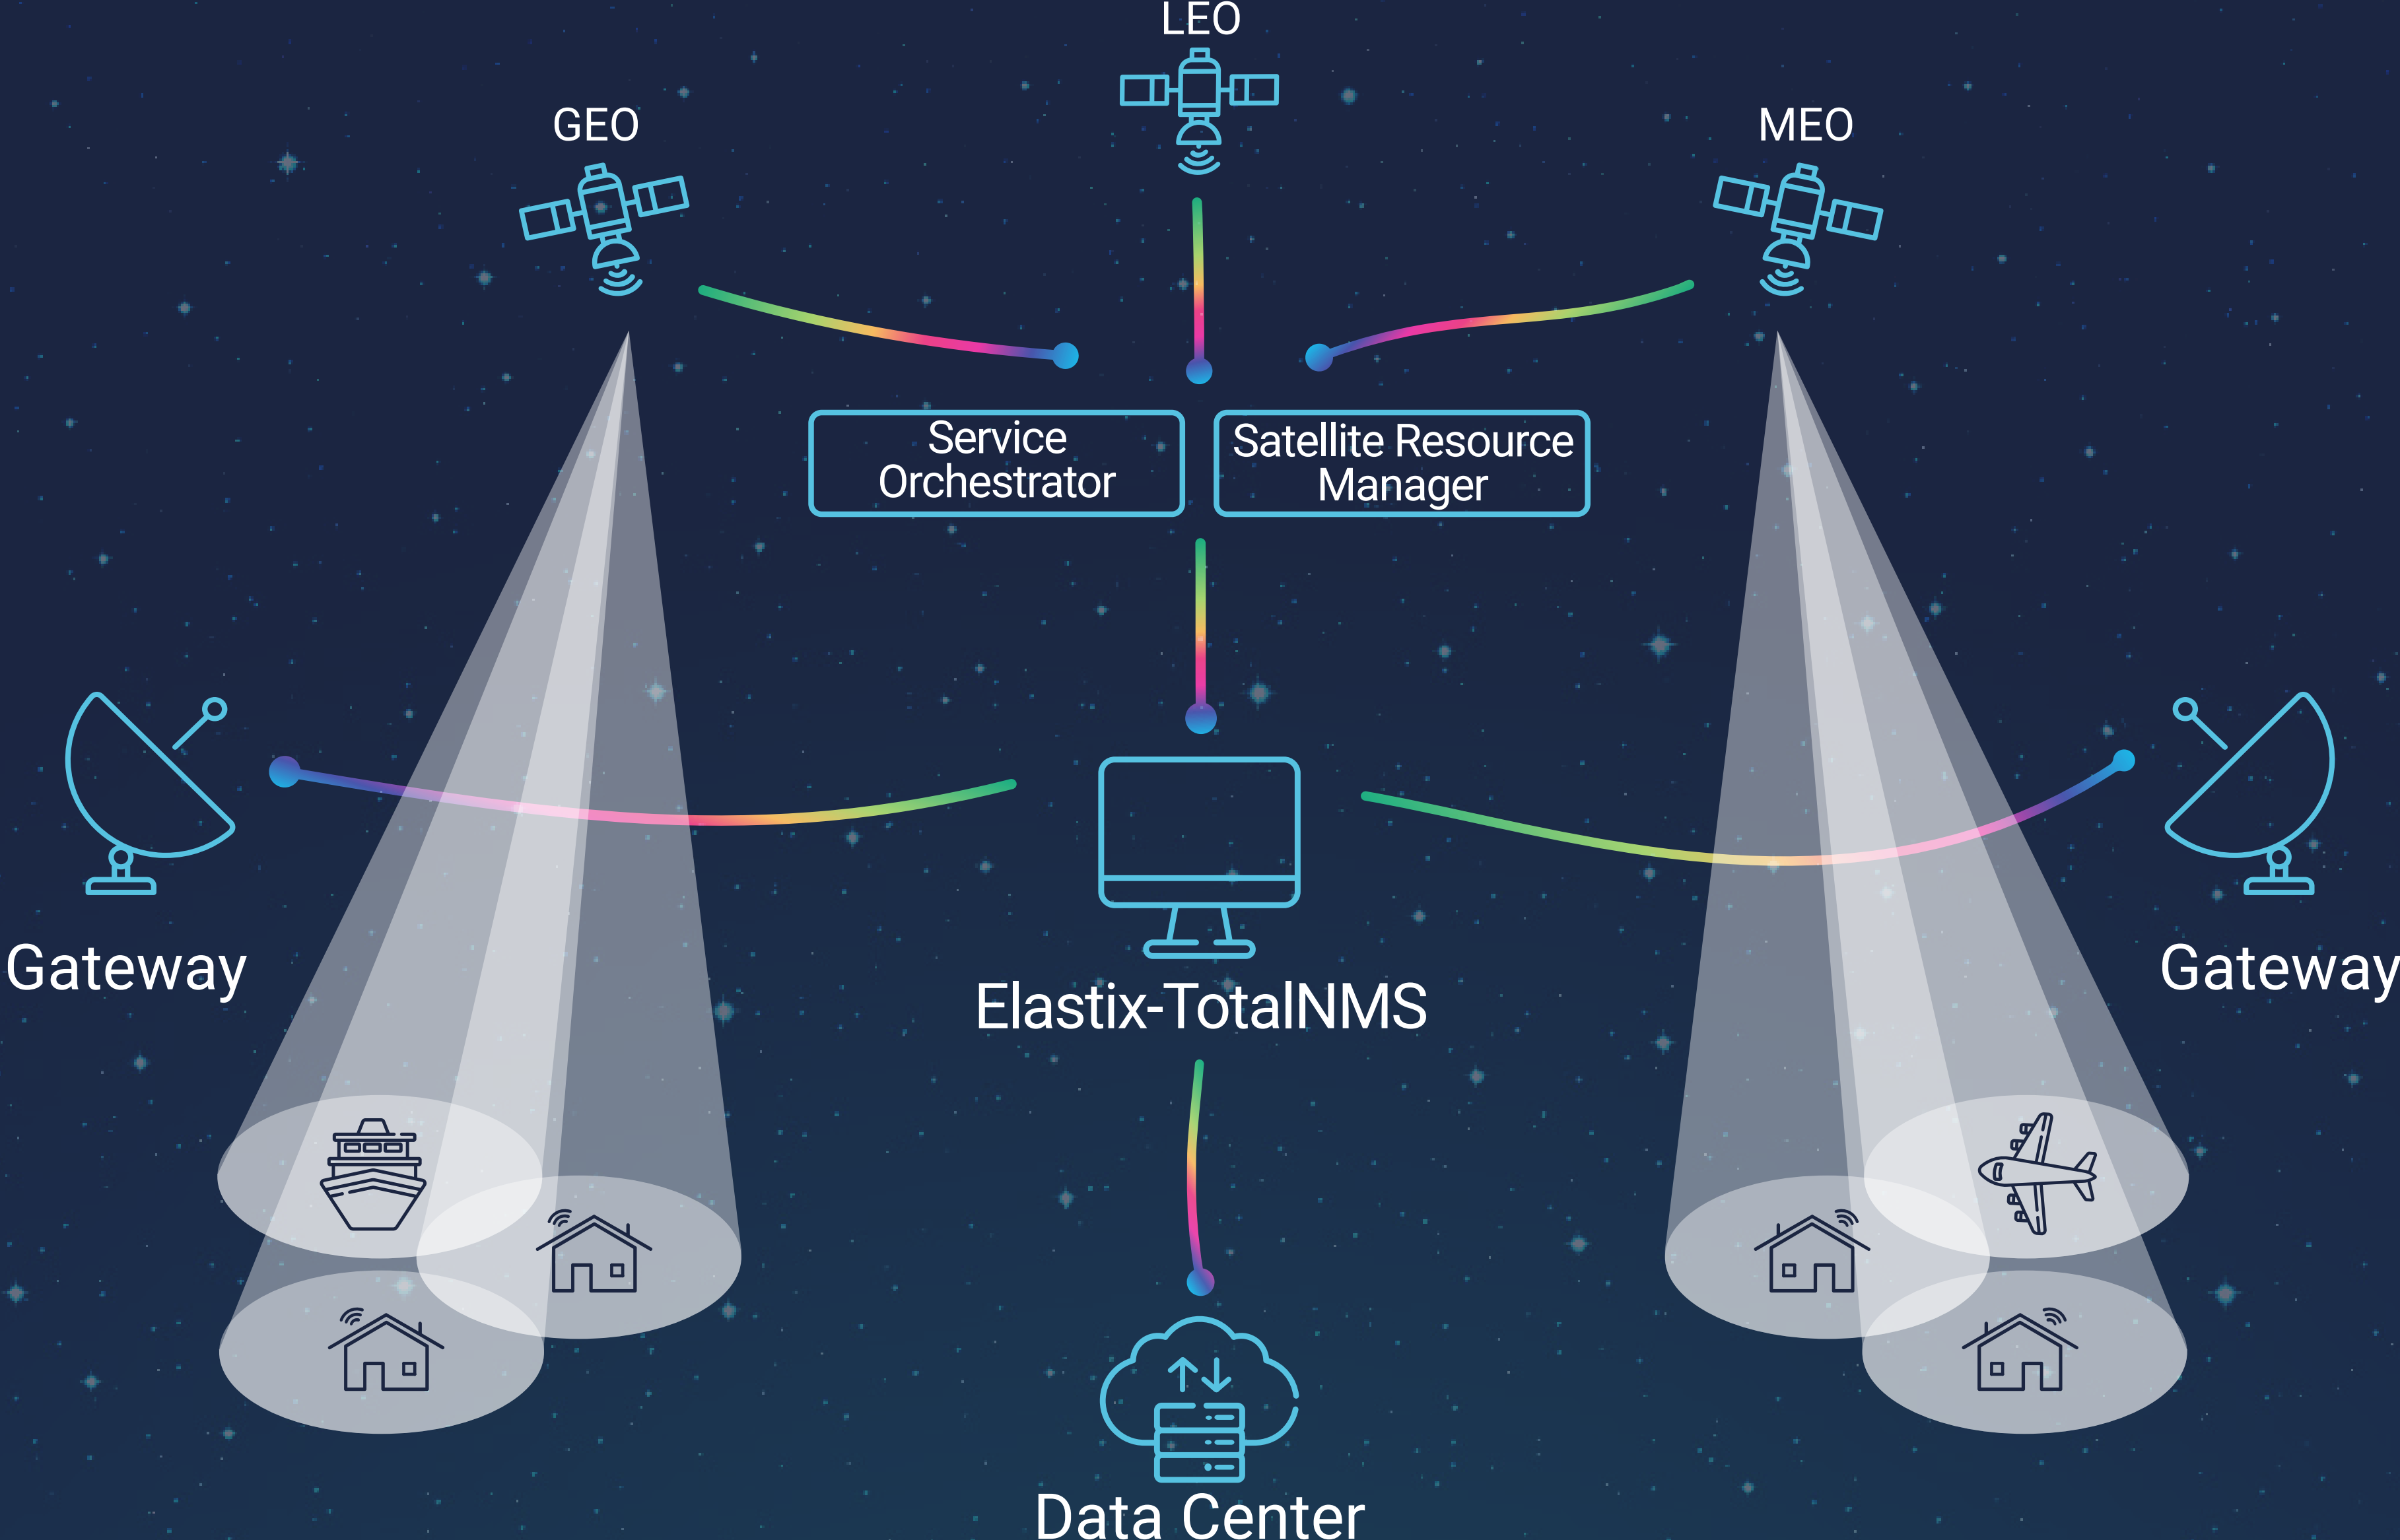 LEO
GEO
MEO
Service
Orchestrator
Satellite Resource
Manager
Gateway
Gateway
Elastix-TotalNMS
Data Center